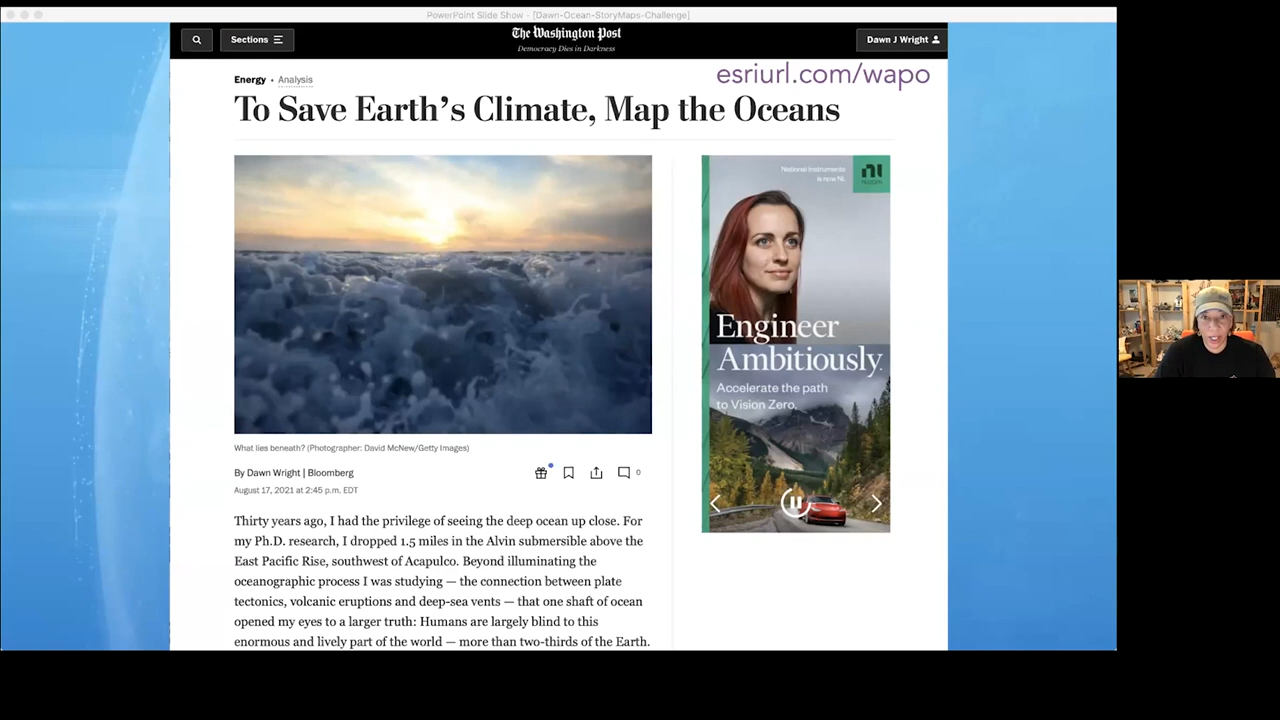 PowerPoint Slide Show - [Dawn-Ocean-StoryMaps-Challenge]
Sections
The Washington Post
Democracy Dies in Darkness
Dawn J Wright
esriurl.com/wapo
Energy • Analysis
To Save Earth's Climate, Map the Oceans
National Instruments
is now NI.
ni
Engineer
Ambitiously.
Accelerate the path
to Vision Zero.
What lies beneath? (Photographer: David McNew/Getty Images)
By Dawn Wright | Bloomberg
0
August 17, 2021 at 2:45 p.m. EDT
Thirty years ago, I had the privilege of seeing the deep ocean up close. For
my Ph.D. research, I dropped 1.5 miles in the Alvin submersible above the
East Pacific Rise, southwest of Acapulco. Beyond illuminating the
oceanographic process I was studying — the connection between plate
tectonics, volcanic eruptions and deep-sea vents — that one shaft of ocean
opened my eyes to a larger truth: Humans are largely blind to this
enormous and lively part of the world — more than two-thirds of the Earth.